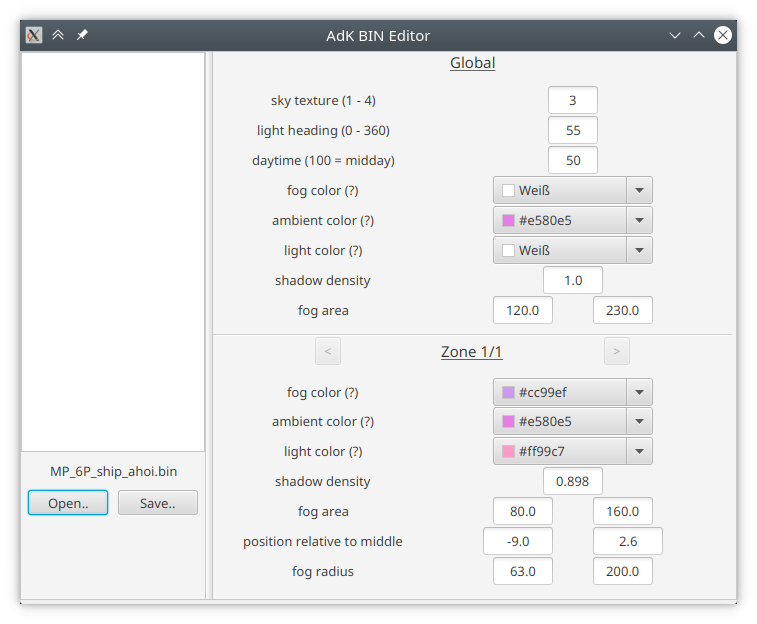 AdK BIN Editor
Global
sky texture (1 - 4) 3
light heading (0 - 360) 55
daytime (100 = midday) 50
fog color (?) Weiß
ambient color (?) #e580e5
light color (?) Weiß
shadow density 1.0
fog area 120.0 230.0
< Zone 1/1 >
fog color (?) #cc99ef
ambient color (?) #e580e5
light color (?) #ff99c7
shadow density 0.898
fog area 80.0 160.0
position relative to middle -9.0 2.6
fog radius 63.0 200.0
MP_6P_ship_ahoi.bin
Open.. Save..